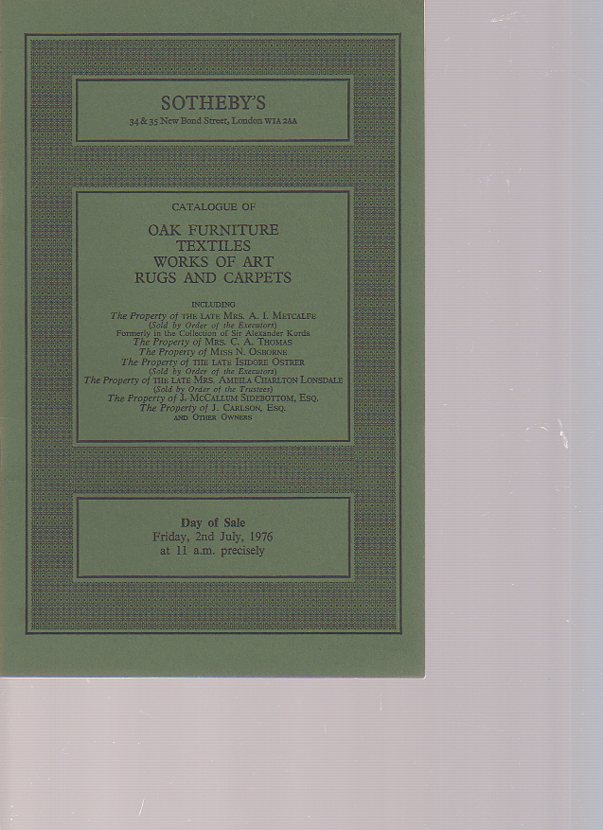 SOTHEBY'S
34 & 35 New Bond Street, London W1A 2AA
CATALOGUE OF
OAK FURNITURE
TEXTILES
WORKS OF ART
RUGS AND CARPETS
INCLUDING
The Property of THE LATE MRS. A. I. METCALFE
(Sold by Order of the Executors)
Formerly in the Collection of Sir Alexander Korda
The Property of MRS. C. A. THOMAS
The Property of MISS N. OSBORNE
The Property of THE LATE ISIDORE OSTRER
(Sold by Order of the Executors)
The Property of THE LATE MRS. AMEILA CHARLTON LONSDALE
(Sold by Order of the Trustees)
The Property of J. MCCALLUM SIDEBOTTOM, ESQ.
The Property of J. CARLSON, ESQ.
AND OTHER OWNERS
Day of Sale
Friday, 2nd July, 1976
at 11 a.m. precisely